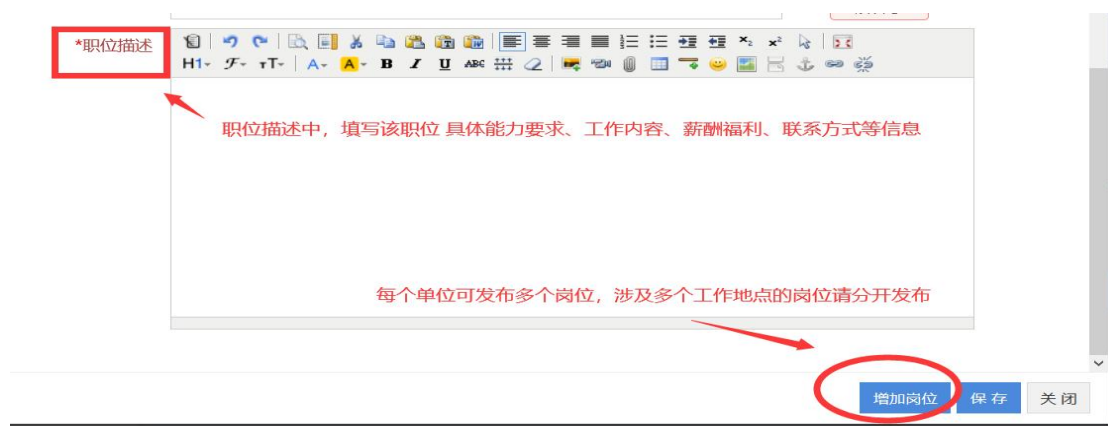 *职位描述
H1
F
тT
A
A
B
I
U
ABC
职位描述中，填写该职位 具体能力要求、工作内容、薪酬福利、联系方式等信息
每个单位可发布多个岗位，涉及多个工作地点的岗位请分开发布
增加岗位 保存 关闭